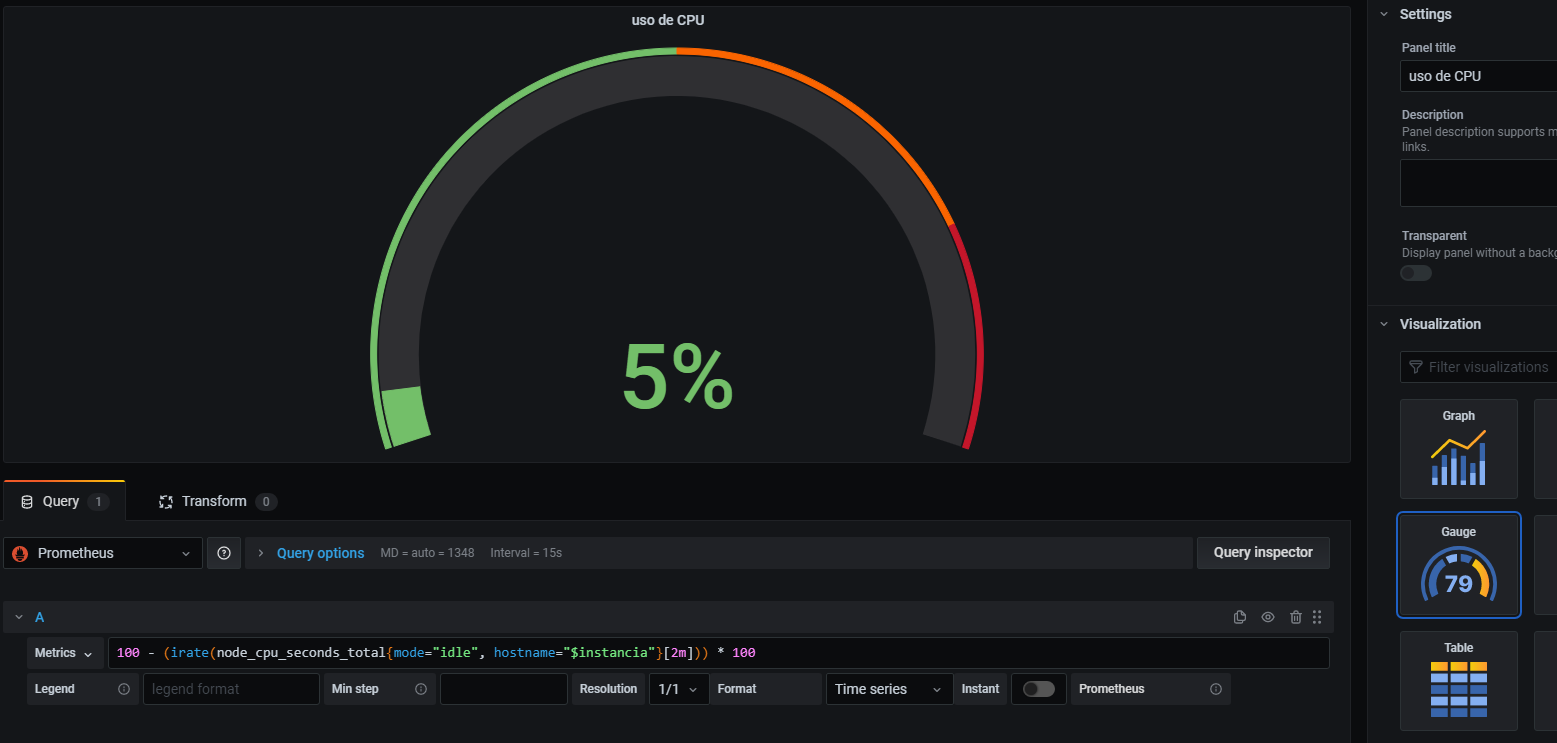 uso de CPU
5%
Query 1
Transform 0
Prometheus
Query options MD = auto = 1348 Interval = 15s
Query inspector
A
Metrics 100 - (irate(node_cpu_seconds_total{mode="idle", hostname="$instancia"}[2m])) * 100
Legend legend format Min step Resolution 1/1 Format Time series Instant Prometheus
Settings
Panel title
uso de CPU
Description
Panel description supports m
links.
Transparent
Display panel without a backg
Visualization
Filter visualizations
Graph
Gauge
79
Table